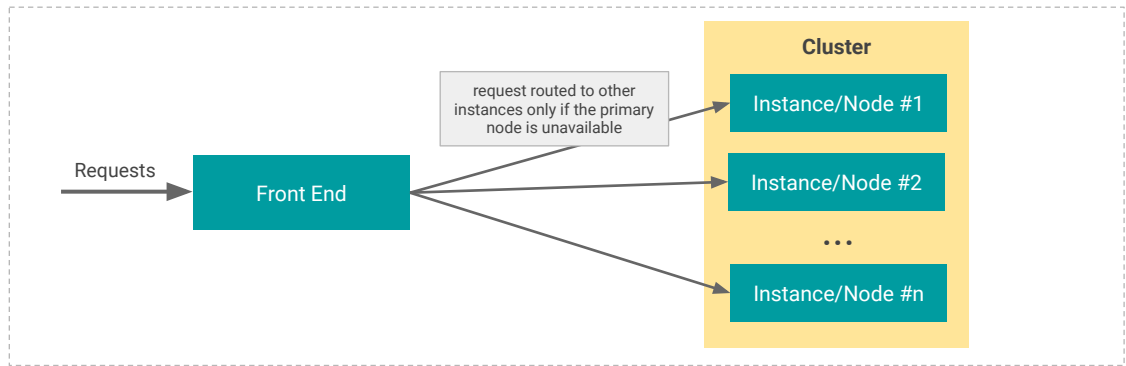 Cluster
request routed to other
instances only if the primary
node is unavailable
Instance/Node #1
Requests
Front End
Instance/Node #2
...
Instance/Node #n